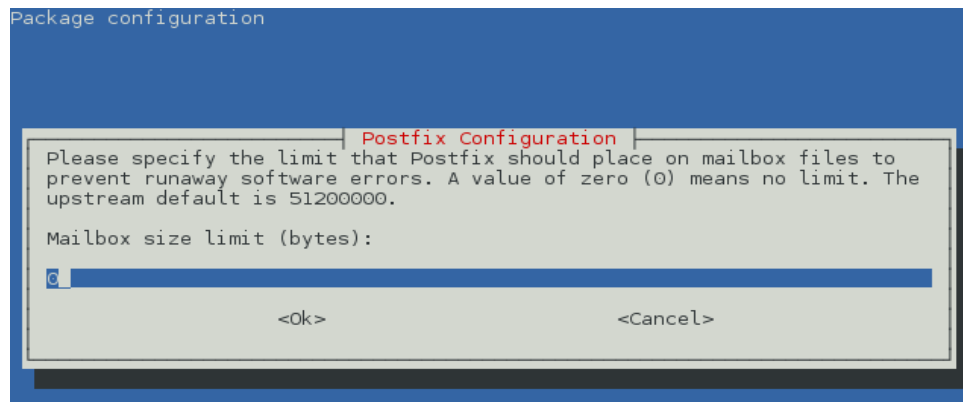 Package configuration
Postfix Configuration
Please specify the limit that Postfix should place on mailbox files to
prevent runaway software errors. A value of zero (0) means no limit. The
upstream default is 51200000.
Mailbox size limit (bytes):
0
<Ok> <Cancel>